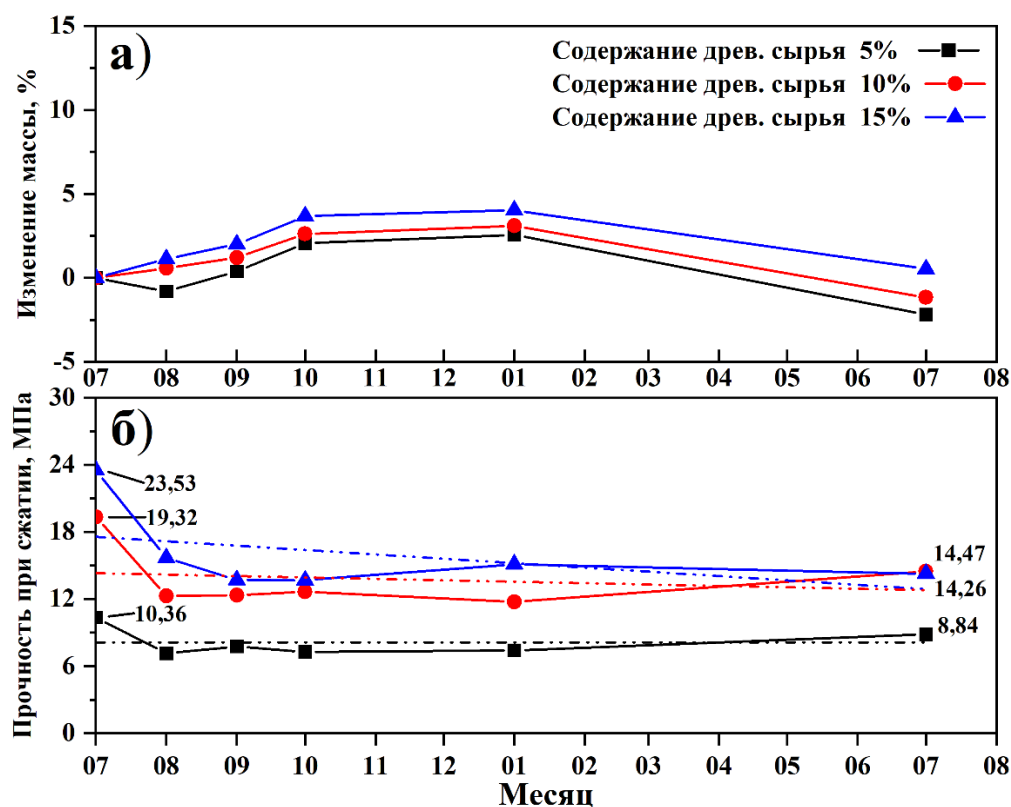 а)
Содержание древ. сырья 5%
Содержание древ. сырья 10%
Содержание древ. сырья 15%
Изменение массы, %
15
10
5
0
-5
07 08 09 10 11 12 01 02 03 04 05 06 07 08
б)
Прочность при сжатии, МПа
30
24
18
12
6
0
23,53
19,32
10,36
14,47
14,26
8,84
07 08 09 10 11 12 01 02 03 04 05 06 07 08
Месяц